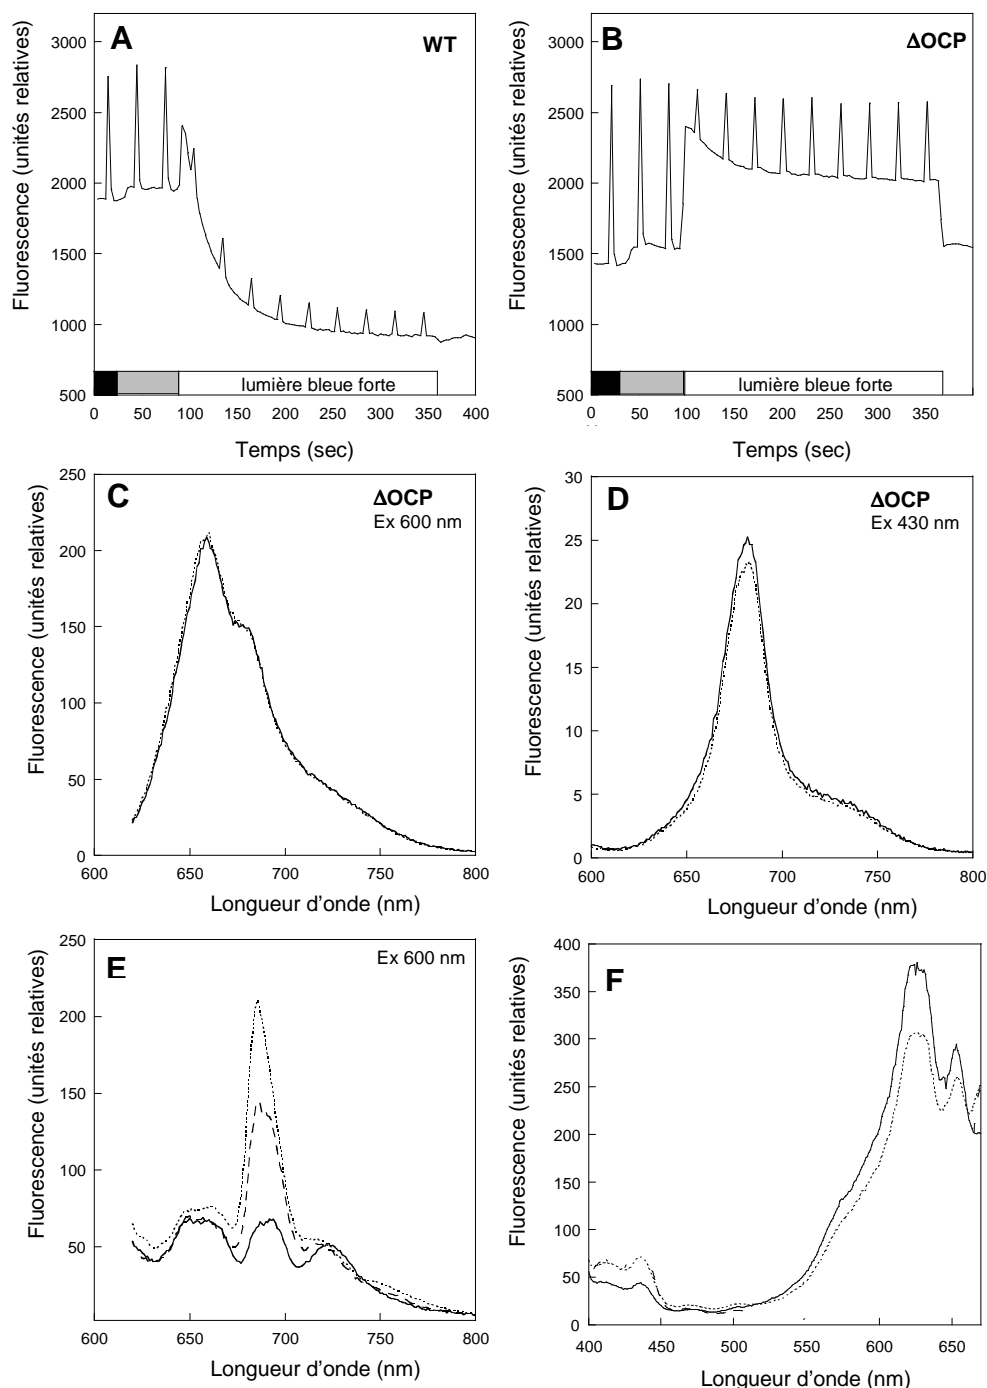 A
WT
Fluorescence (unités relatives)
3000
2500
2000
1500
1000
500
lumière bleue forte
0 50 100 150 200 250 300 350 400
Temps (sec)
B
ΔOCP
Fluorescence (unités relatives)
3000
2500
2000
1500
1000
500
lumière bleue forte
0 50 100 150 200 250 300 350
Temps (sec)
C
ΔOCP
Ex 600 nm
Fluorescence (unités relatives)
250
200
150
100
50
0
600 650 700 750 800
Longueur d'onde (nm)
D
ΔOCP
Ex 430 nm
Fluorescence (unités relatives)
30
25
20
15
10
5
0
600 650 700 750 800
Longueur d'onde (nm)
E
Ex 600 nm
Fluorescence (unités relatives)
250
200
150
100
50
600 650 700 750 800
Longueur d'onde (nm)
F
Fluorescence (unités relatives)
400
350
300
250
200
150
100
50
0
400 450 500 550 600 650
Longueur d'onde (nm)